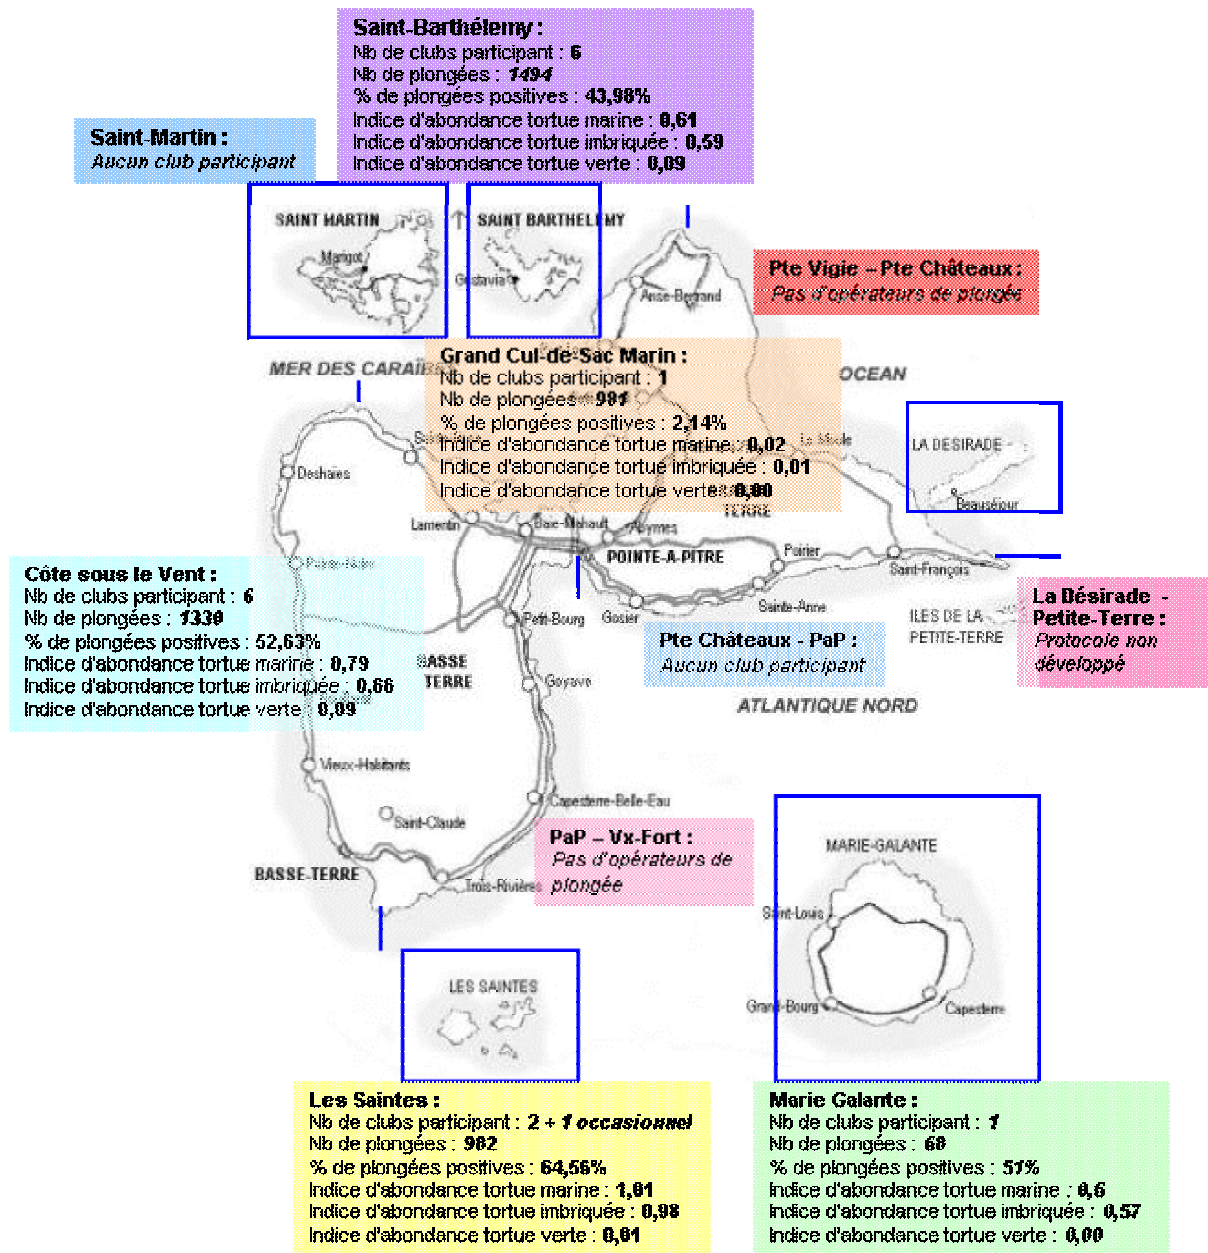 Saint-Barthélemy :
Nb de clubs participant : 6
Nb de plongées : 1494
% de plongées positives : 43,98%
Indice d'abondance tortue marine : 0,61
Indice d'abondance tortue imbriquée : 0,59
Indice d'abondance tortue verte : 0,09
Saint-Martin :
Aucun club participant
SAINT MARTIN
Marigot
SAINT BARTHELEMY
Gustavia
Anse-Bertrand
Pte Vigie – Pte Châteaux :
Pas d'opérateurs de plongée
MER DES CARAÏBES
OCEAN
Grand Cul-de-Sac Marin :
Nb de clubs participant : 1
Nb de plongées : 981
% de plongées positives : 2,14%
Indice d'abondance tortue marine : 0,02
Indice d'abondance tortue imbriquée : 0,01
Indice d'abondance tortue verte : 0,00
Le Moule
LA DESIRADE
Beauséjour
Deshaies
Lamentin
Baie-Mahault
Abymes
TERRE
POINTE-A-PITRE
Poirier
Saint-François
Sainte-Anne
Gosier
Petit-Bourg
Côte sous le Vent :
Nb de clubs participant : 6
Nb de plongées : 1330
% de plongées positives : 52,63%
Indice d'abondance tortue marine : 0,79
Indice d'abondance tortue imbriquée : 0,66
Indice d'abondance tortue verte : 0,09
BASSE
TERRE
Goyave
Pte Châteaux - PaP :
Aucun club participant
ILES DE LA
PETITE-TERRE
La Désirade -
Petite-Terre :
Protocole non
développé
ATLANTIQUE NORD
Vieux-Habitants
Saint-Claude
Capesterre-Belle-Eau
BASSE-TERRE
Trois-Rivières
PaP – Vx-Fort :
Pas d'opérateurs de
plongée
MARIE-GALANTE
Saint-Louis
Grand-Bourg
Capesterre
LES SAINTES
Les Saintes :
Nb de clubs participant : 2 + 1 occasionnel
Nb de plongées : 982
% de plongées positives : 64,56%
Indice d'abondance tortue marine : 1,01
Indice d'abondance tortue imbriquée : 0,98
Indice d'abondance tortue verte : 0,01
Marie Galante :
Nb de clubs participant : 1
Nb de plongées : 68
% de plongées positives : 51%
Indice d'abondance tortue marine : 0,6
Indice d'abondance tortue imbriquée : 0,57
Indice d'abondance tortue verte : 0,00